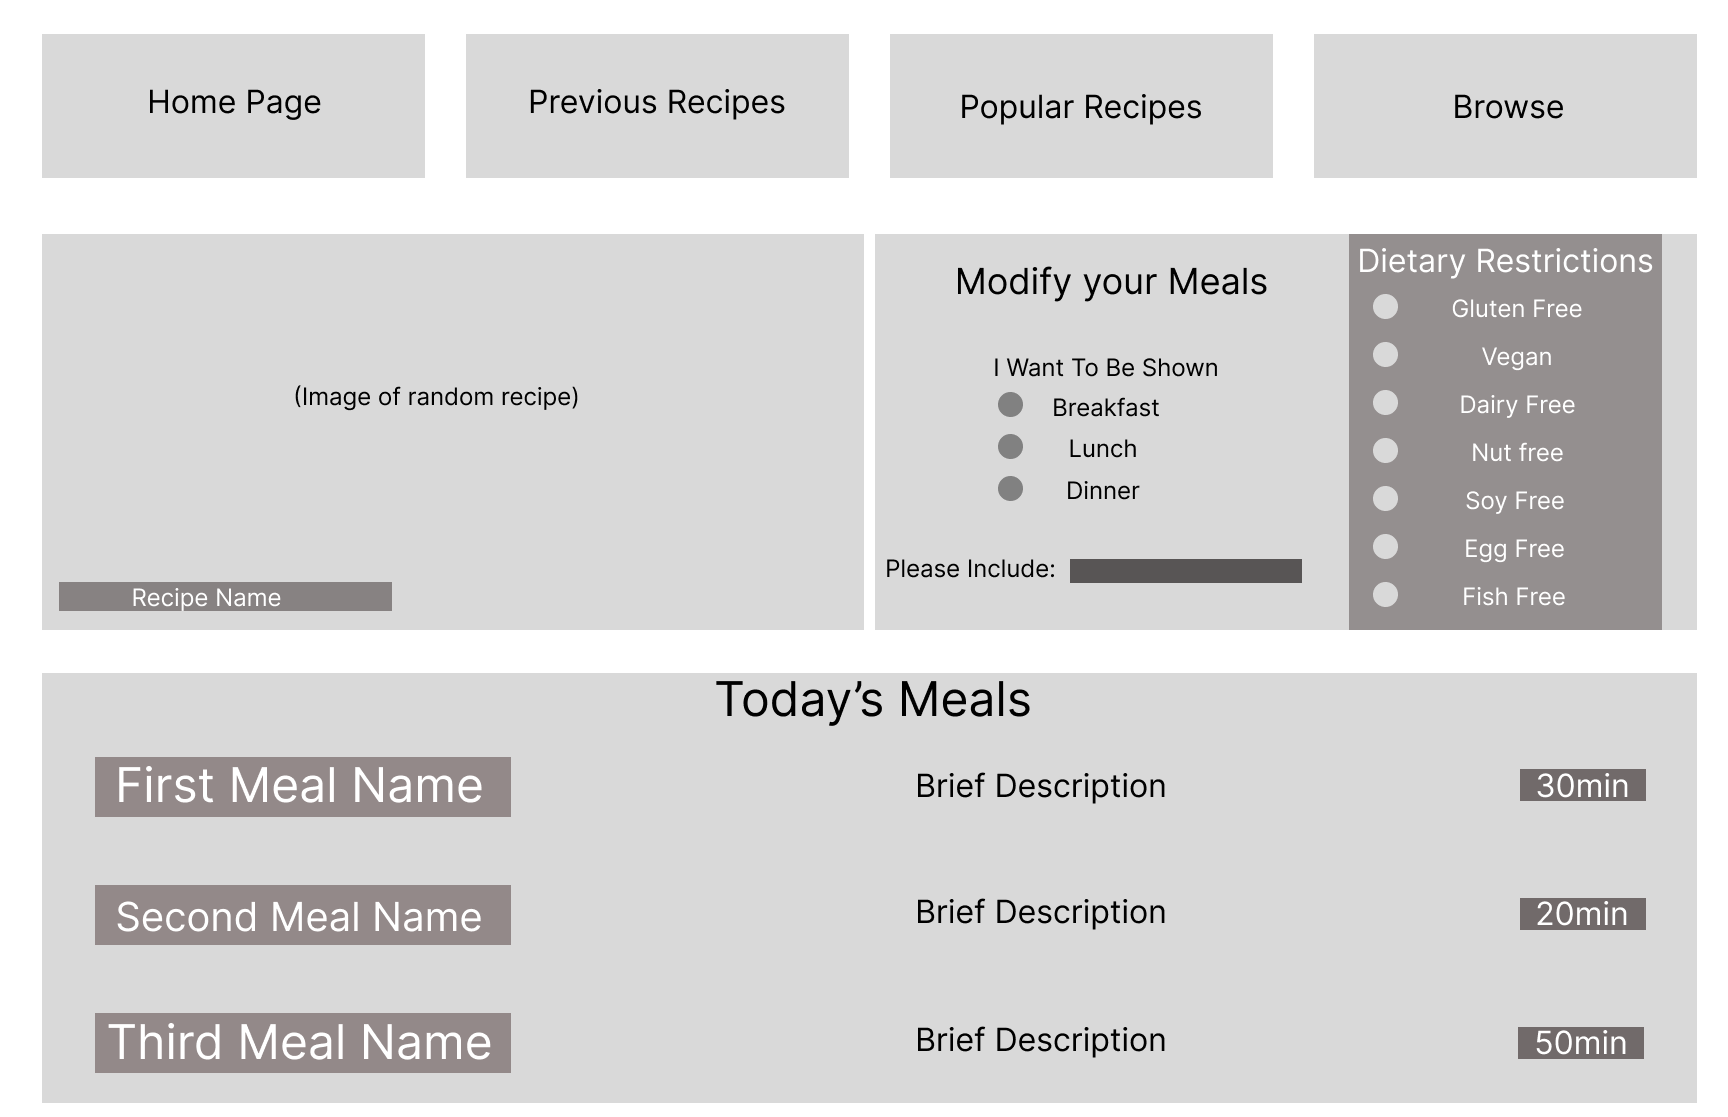 Home Page
Previous Recipes
Popular Recipes
Browse
(Image of random recipe)
Recipe Name
Modify your Meals
I Want To Be Shown
Breakfast
Lunch
Dinner
Please Include:
Dietary Restrictions
Gluten Free
Vegan
Dairy Free
Nut free
Soy Free
Egg Free
Fish Free
Today’s Meals
First Meal Name
Brief Description
30min
Second Meal Name
Brief Description
20min
Third Meal Name
Brief Description
50min